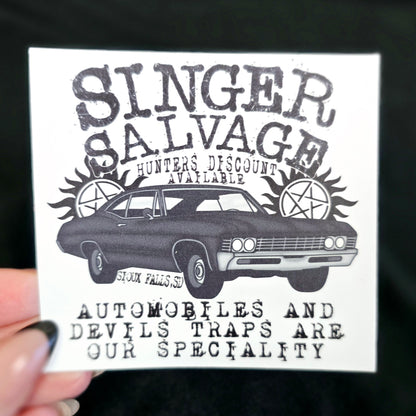 SINGER
SALVAGE
HUNTERS DISCOUNT
AVAILABLE
SIOUX FALLS, SD
AUTOMOBILES AND
DEVILS TRAPS ARE
OUR SPECIALITY